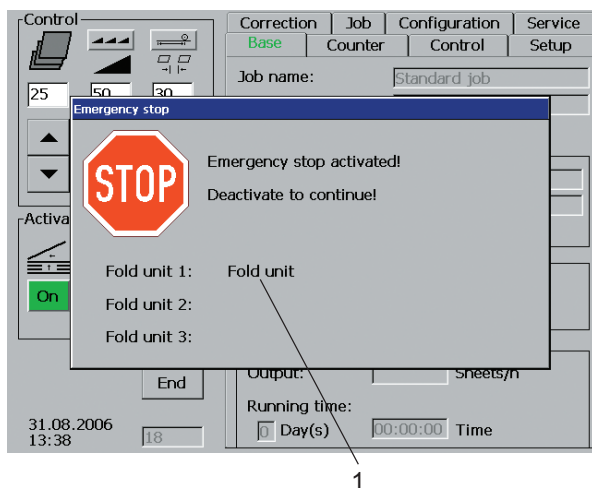 Control
Correction Job Configuration Service
Base Counter Control Setup
Job name: Standard job
25 50 30
Emergency stop
STOP
Emergency stop activated!
Deactivate to continue!
Activa
On
Fold unit 1: Fold unit
Fold unit 2:
Fold unit 3:
End
Output: Sheets/h
Running time:
0 Day(s) 00:00:00 Time
31.08.2006
13:38
18
1